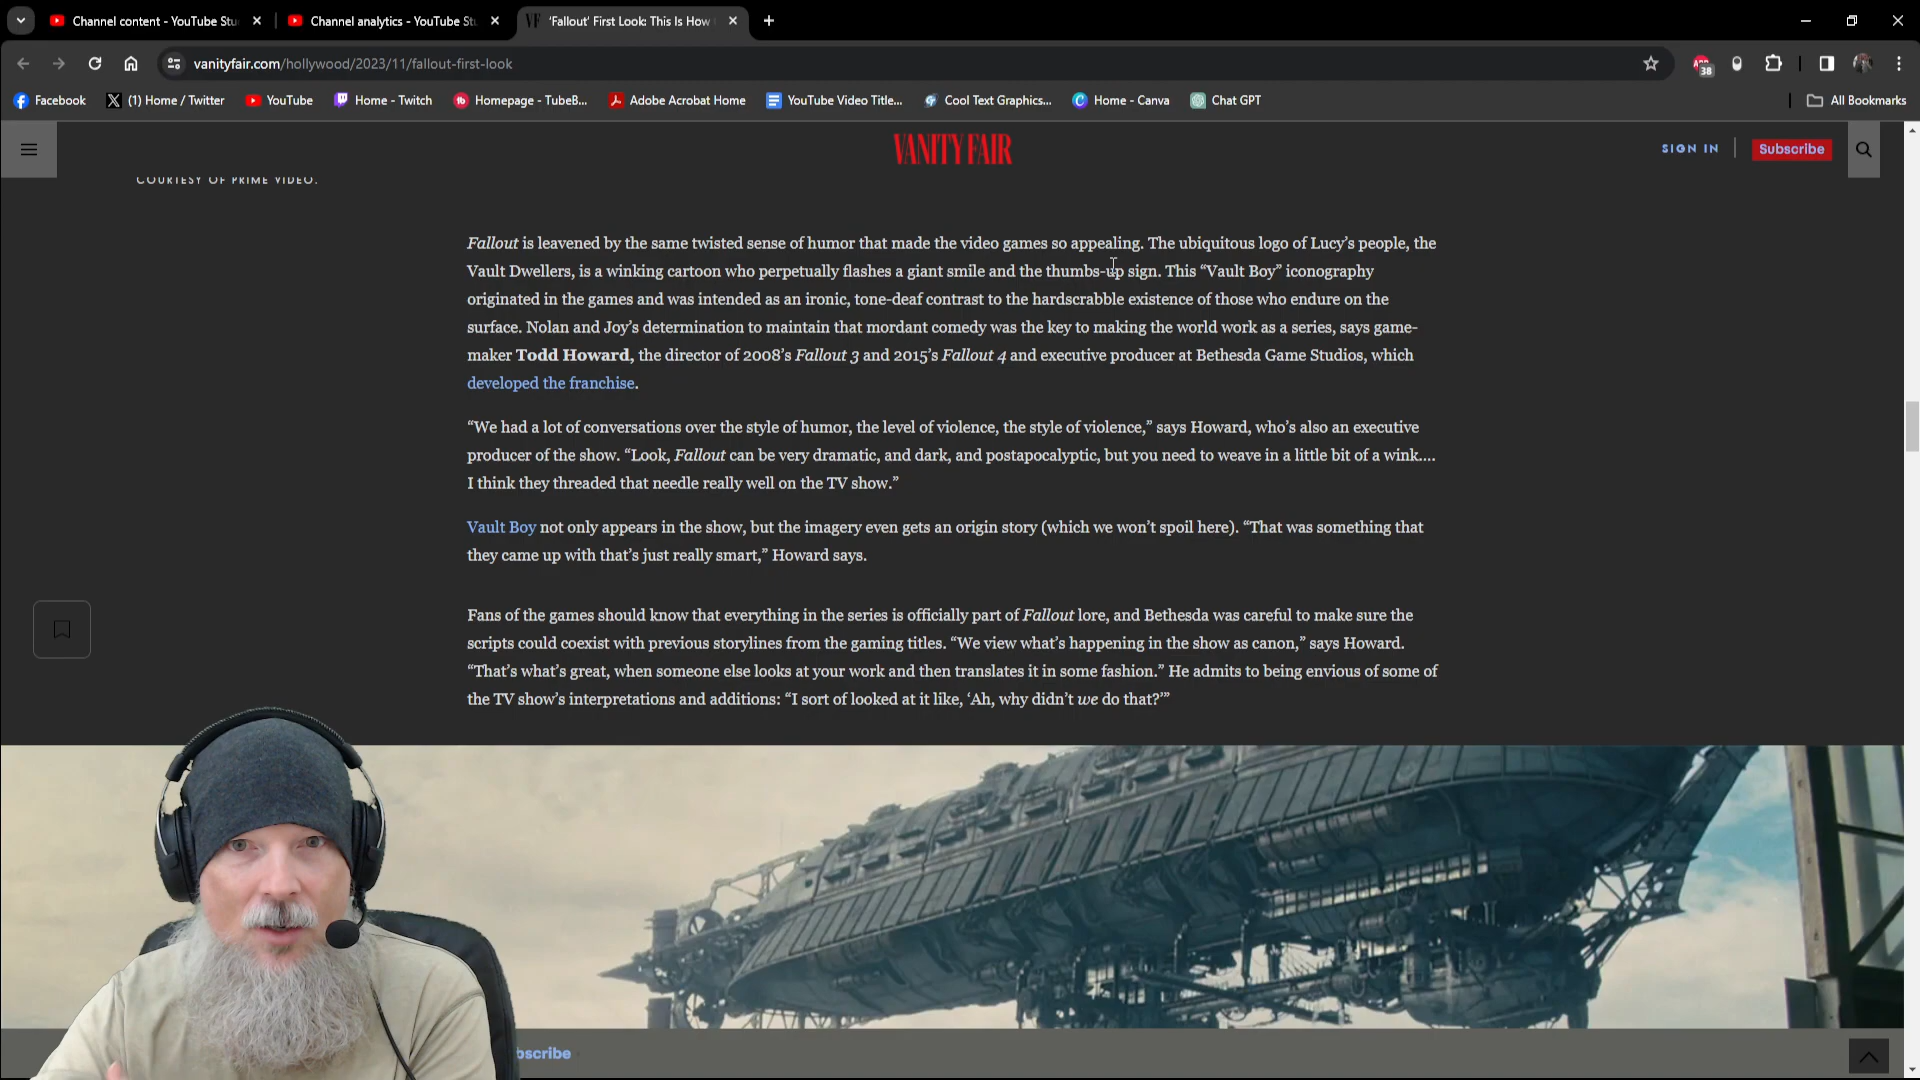 Channel content - YouTube Stu
Channel analytics - YouTube St
'Fallout' First Look: This Is How
vanityfair.com/hollywood/2023/11/fallout-first-look
38
Facebook
(1) Home / Twitter
YouTube
Home - Twitch
Homepage - TubeB...
Adobe Acrobat Home
YouTube Video Title...
Cool Text Graphics...
Home - Canva
Chat GPT
All Bookmarks
VANITY FAIR
SIGN IN
Subscribe
COURTESY OF PRIME VIDEO.
Fallout is leavened by the same twisted sense of humor that made the video games so appealing. The ubiquitous logo of Lucy’s people, the
Vault Dwellers, is a winking cartoon who perpetually flashes a giant smile and the thumbs-up sign. This “Vault Boy” iconography
originated in the games and was intended as an ironic, tone-deaf contrast to the hardscrabble existence of those who endure on the
surface. Nolan and Joy’s determination to maintain that mordant comedy was the key to making the world work as a series, says game-
maker Todd Howard, the director of 2008’s Fallout 3 and 2015’s Fallout 4 and executive producer at Bethesda Game Studios, which
developed the franchise.
“We had a lot of conversations over the style of humor, the level of violence, the style of violence,” says Howard, who’s also an executive
producer of the show. “Look, Fallout can be very dramatic, and dark, and postapocalyptic, but you need to weave in a little bit of a wink....
I think they threaded that needle really well on the TV show.”
Vault Boy not only appears in the show, but the imagery even gets an origin story (which we won’t spoil here). “That was something that
they came up with that’s just really smart,” Howard says.
Fans of the games should know that everything in the series is officially part of Fallout lore, and Bethesda was careful to make sure the
scripts could coexist with previous storylines from the gaming titles. “We view what’s happening in the show as canon,” says Howard.
“That’s what’s great, when someone else looks at your work and then translates it in some fashion.” He admits to being envious of some of
the TV show’s interpretations and additions: “I sort of looked at it like, ‘Ah, why didn’t we do that?’”
bscribe